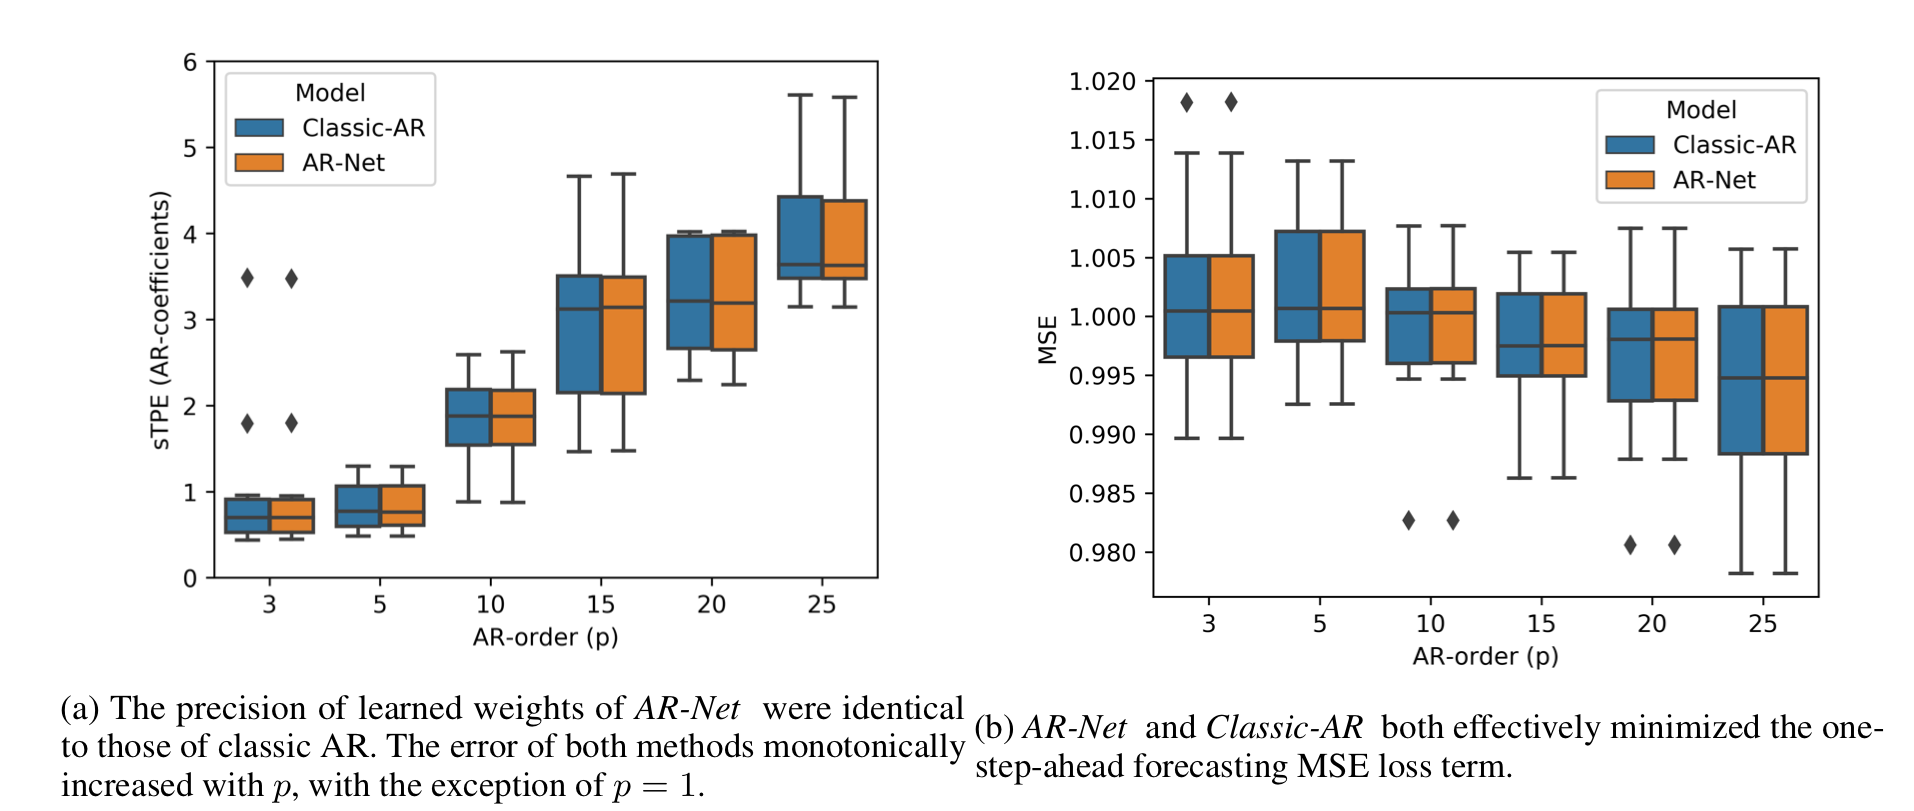 6
5
4
3
2
1
0
sTPE (AR-coefficients)
Model
Classic-AR
AR-Net
3 5 10 15 20 25
AR-order (p)
1.020
1.015
1.010
1.005
1.000
0.995
0.990
0.985
0.980
MSE
Model
Classic-AR
AR-Net
3 5 10 15 20 25
AR-order (p)
(a) The precision of learned weights of AR-Net were identical
to those of classic AR. The error of both methods monotonically
increased with p, with the exception of p = 1.
(b) AR-Net and Classic-AR both effectively minimized the one-
step-ahead forecasting MSE loss term.